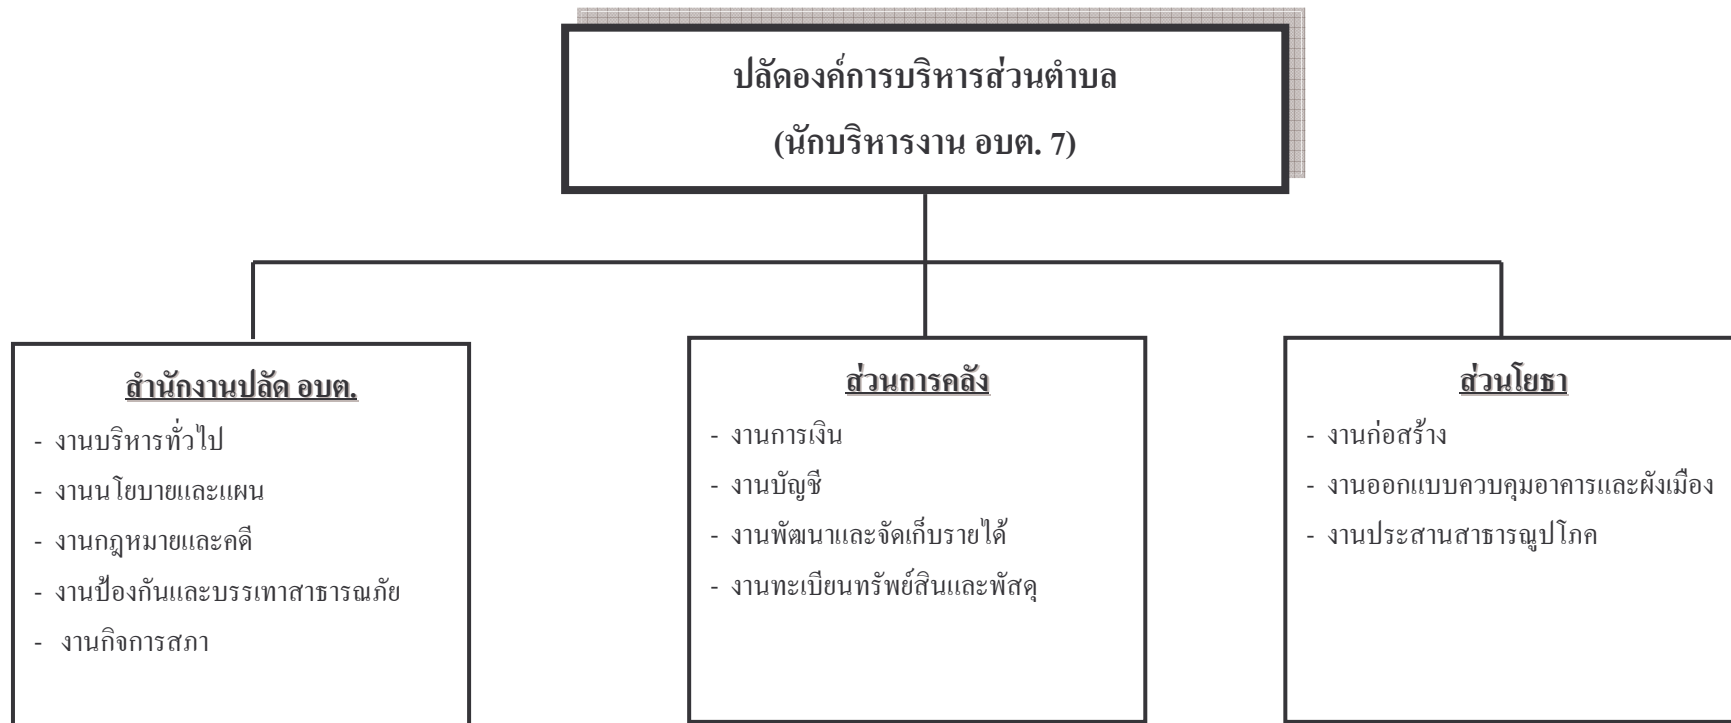 ปลัดองค์การบริหารส่วนตำบล
(นักบริหารงาน อบต. 7)
สำนักงานปลัด อบต.
- งานบริหารทั่วไป
- งานนโยบายและแผน
- งานกฎหมายและคดี
- งานป้องกันและบรรเทาสาธารณภัย
- งานกิจการสภา
ส่วนการคลัง
- งานการเงิน
- งานบัญชี
- งานพัฒนาและจัดเก็บรายได้
- งานทะเบียนทรัพย์สินและพัสดุ
ส่วนโยธา
- งานก่อสร้าง
- งานออกแบบควบคุมอาคารและผังเมือง
- งานประสานสาธารณูปโภค